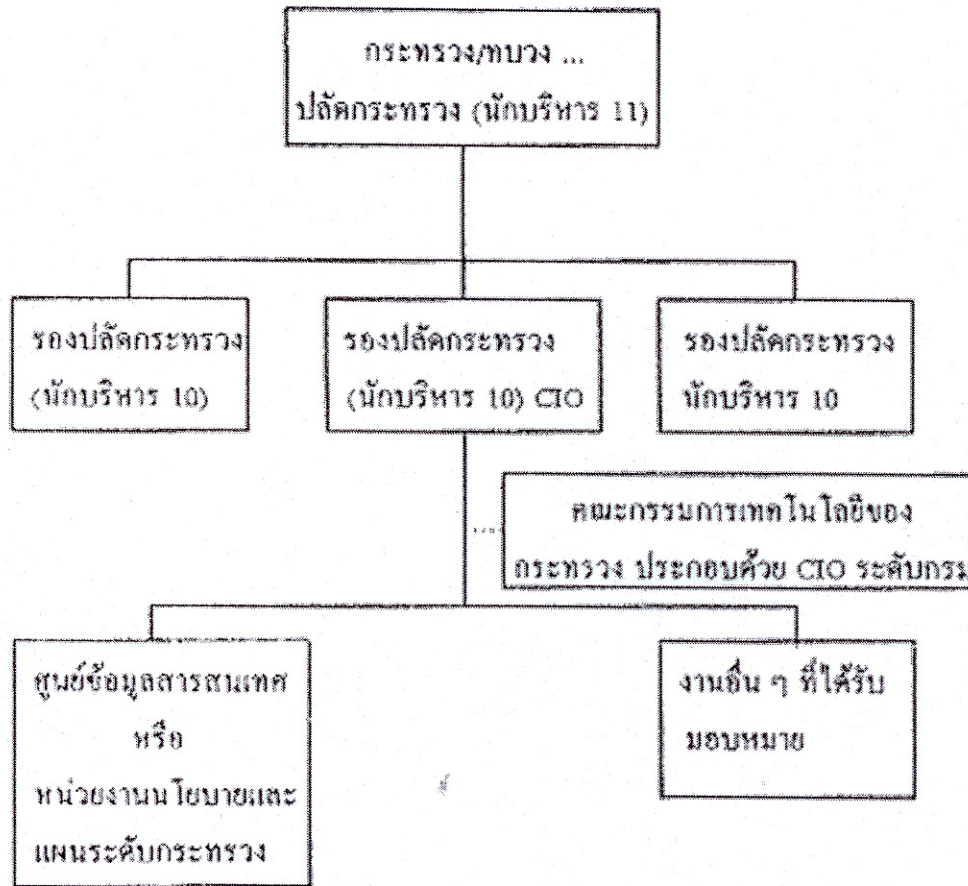 กระทรวง/ทบวง ...
ปลัดกระทรวง (นักบริหาร 11)
รองปลัดกระทรวง
(นักบริหาร 10)
รองปลัดกระทรวง
(นักบริหาร 10) CIO
รองปลัดกระทรวง
นักบริหาร 10
....
คณะกรรมการเทคโนโลยีของ
กระทรวง ประกอบด้วย CIO ระดับกรม
ศูนย์ข้อมูลสารสนเทศ
หรือ
หน่วยงานนโยบายและ
แผนระดับกระทรวง
งานอื่น ๆ ที่ได้รับ
มอบหมาย